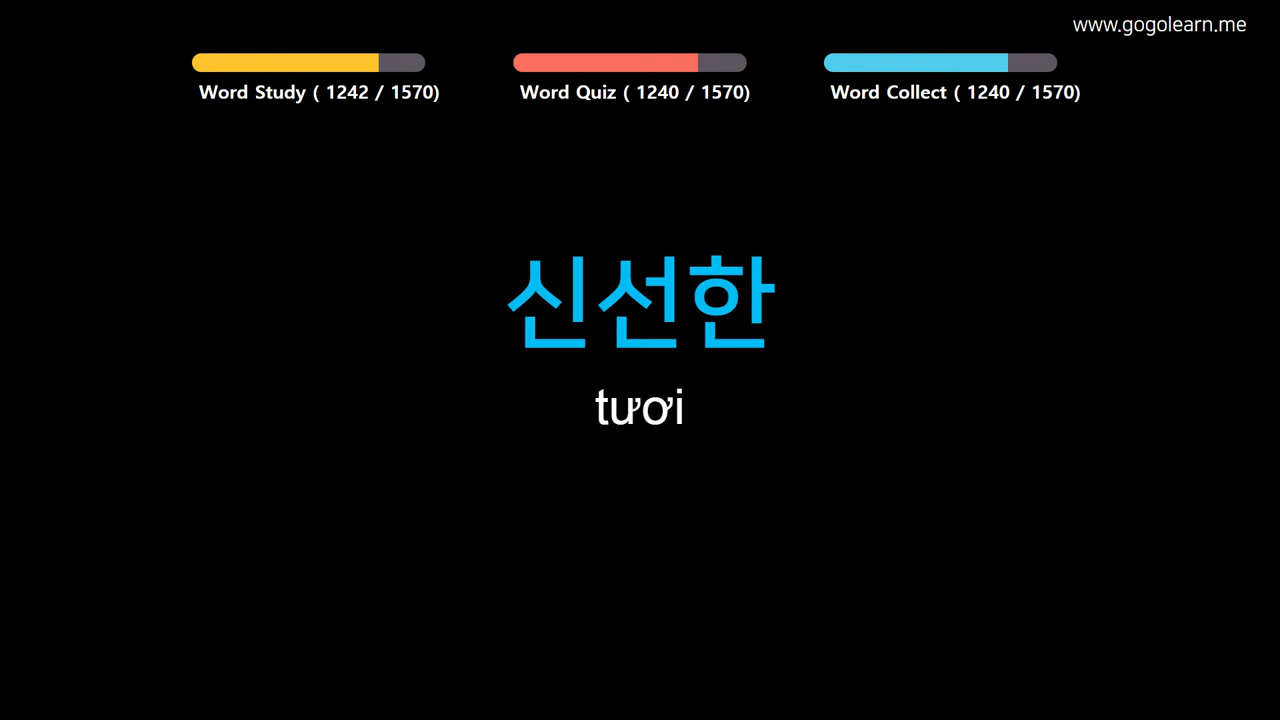 www.gogolearn.me
Word Study ( 1242 / 1570)
Word Quiz ( 1240 / 1570)
Word Collect ( 1240 / 1570)
신선한
tươi